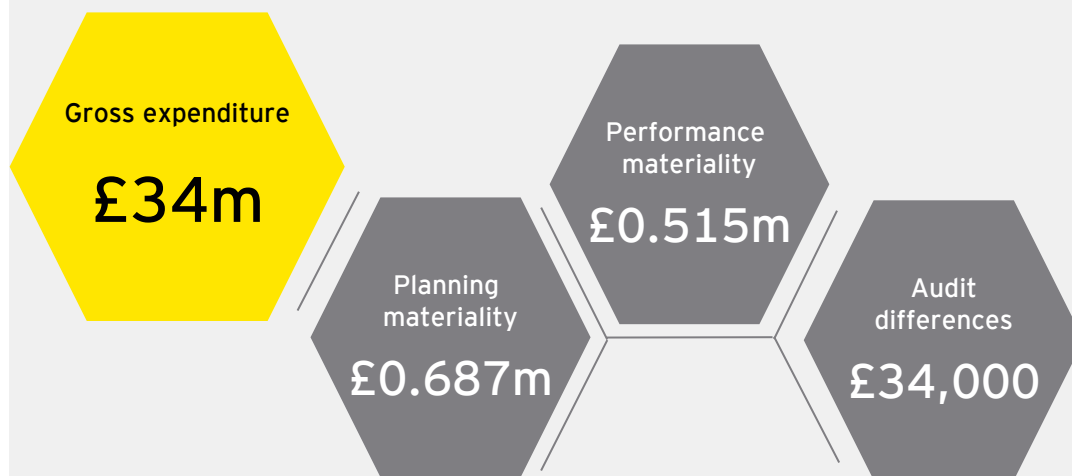 Gross expenditure
£34m
Planning
materiality
£0.687m
Performance
materiality
£0.515m
Audit
differences
£34,000